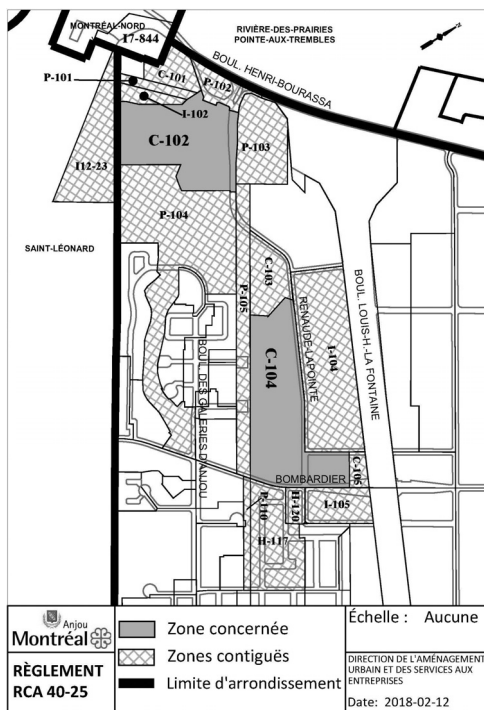 MONTRÉAL-NORD
I7-844
RIVIÈRE-DES-PRAIRIES
POINTE-AUX-TREMBLES
BOUL. HENRI-BOURASSA
P-101
C-101
P-102
I-102
C-102
P-103
I12-23
P-104
SAINT-LÉONARD
C-103
P-105
RENAUDE-LAPOINTE
BOUL. LOUIS-H.-LA FONTAINE
I-104
C-104
BOUL. DES GALERIES D'ANJOU
BOMBARDIER
C-105
P-110
H-120
I-105
H-117
Anjou
Montréal
RÈGLEMENT
RCA 40-25
Zone concernée
Zones contiguës
Limite d'arrondissement
Échelle : Aucune
DIRECTION DE L'AMÉNAGEMENT
URBAIN ET DES SERVICES AUX
ENTREPRISES
Date: 2018-02-12